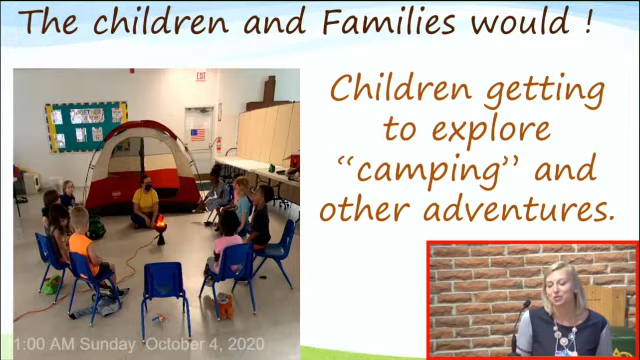 The children and Families would !
Children getting
to explore
"camping" and
other adventures.
EXIT
1:00 AM Sunday October 4, 2020